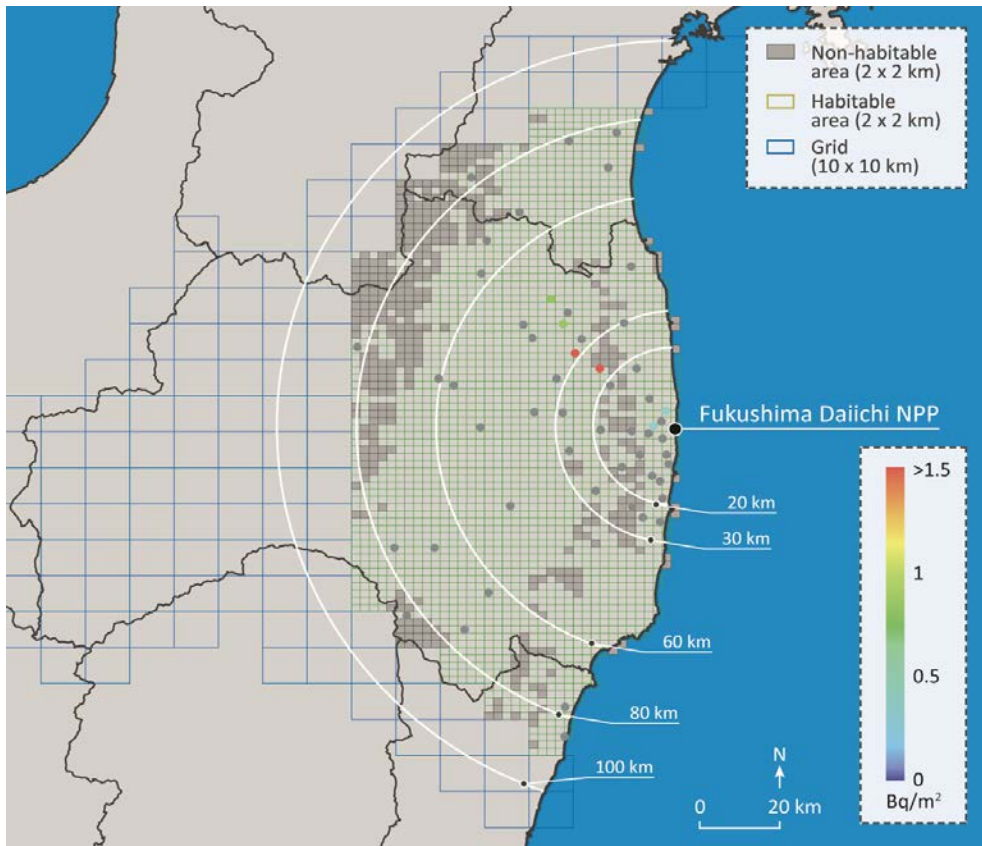 Non-habitable
area (2 x 2 km)
Habitable
area (2 x 2 km)
Grid
(10 x 10 km)
Fukushima Daiichi NPP
>1.5
1
0.5
0
Bq/m²
20 km
30 km
60 km
80 km
100 km
N
0 20 km